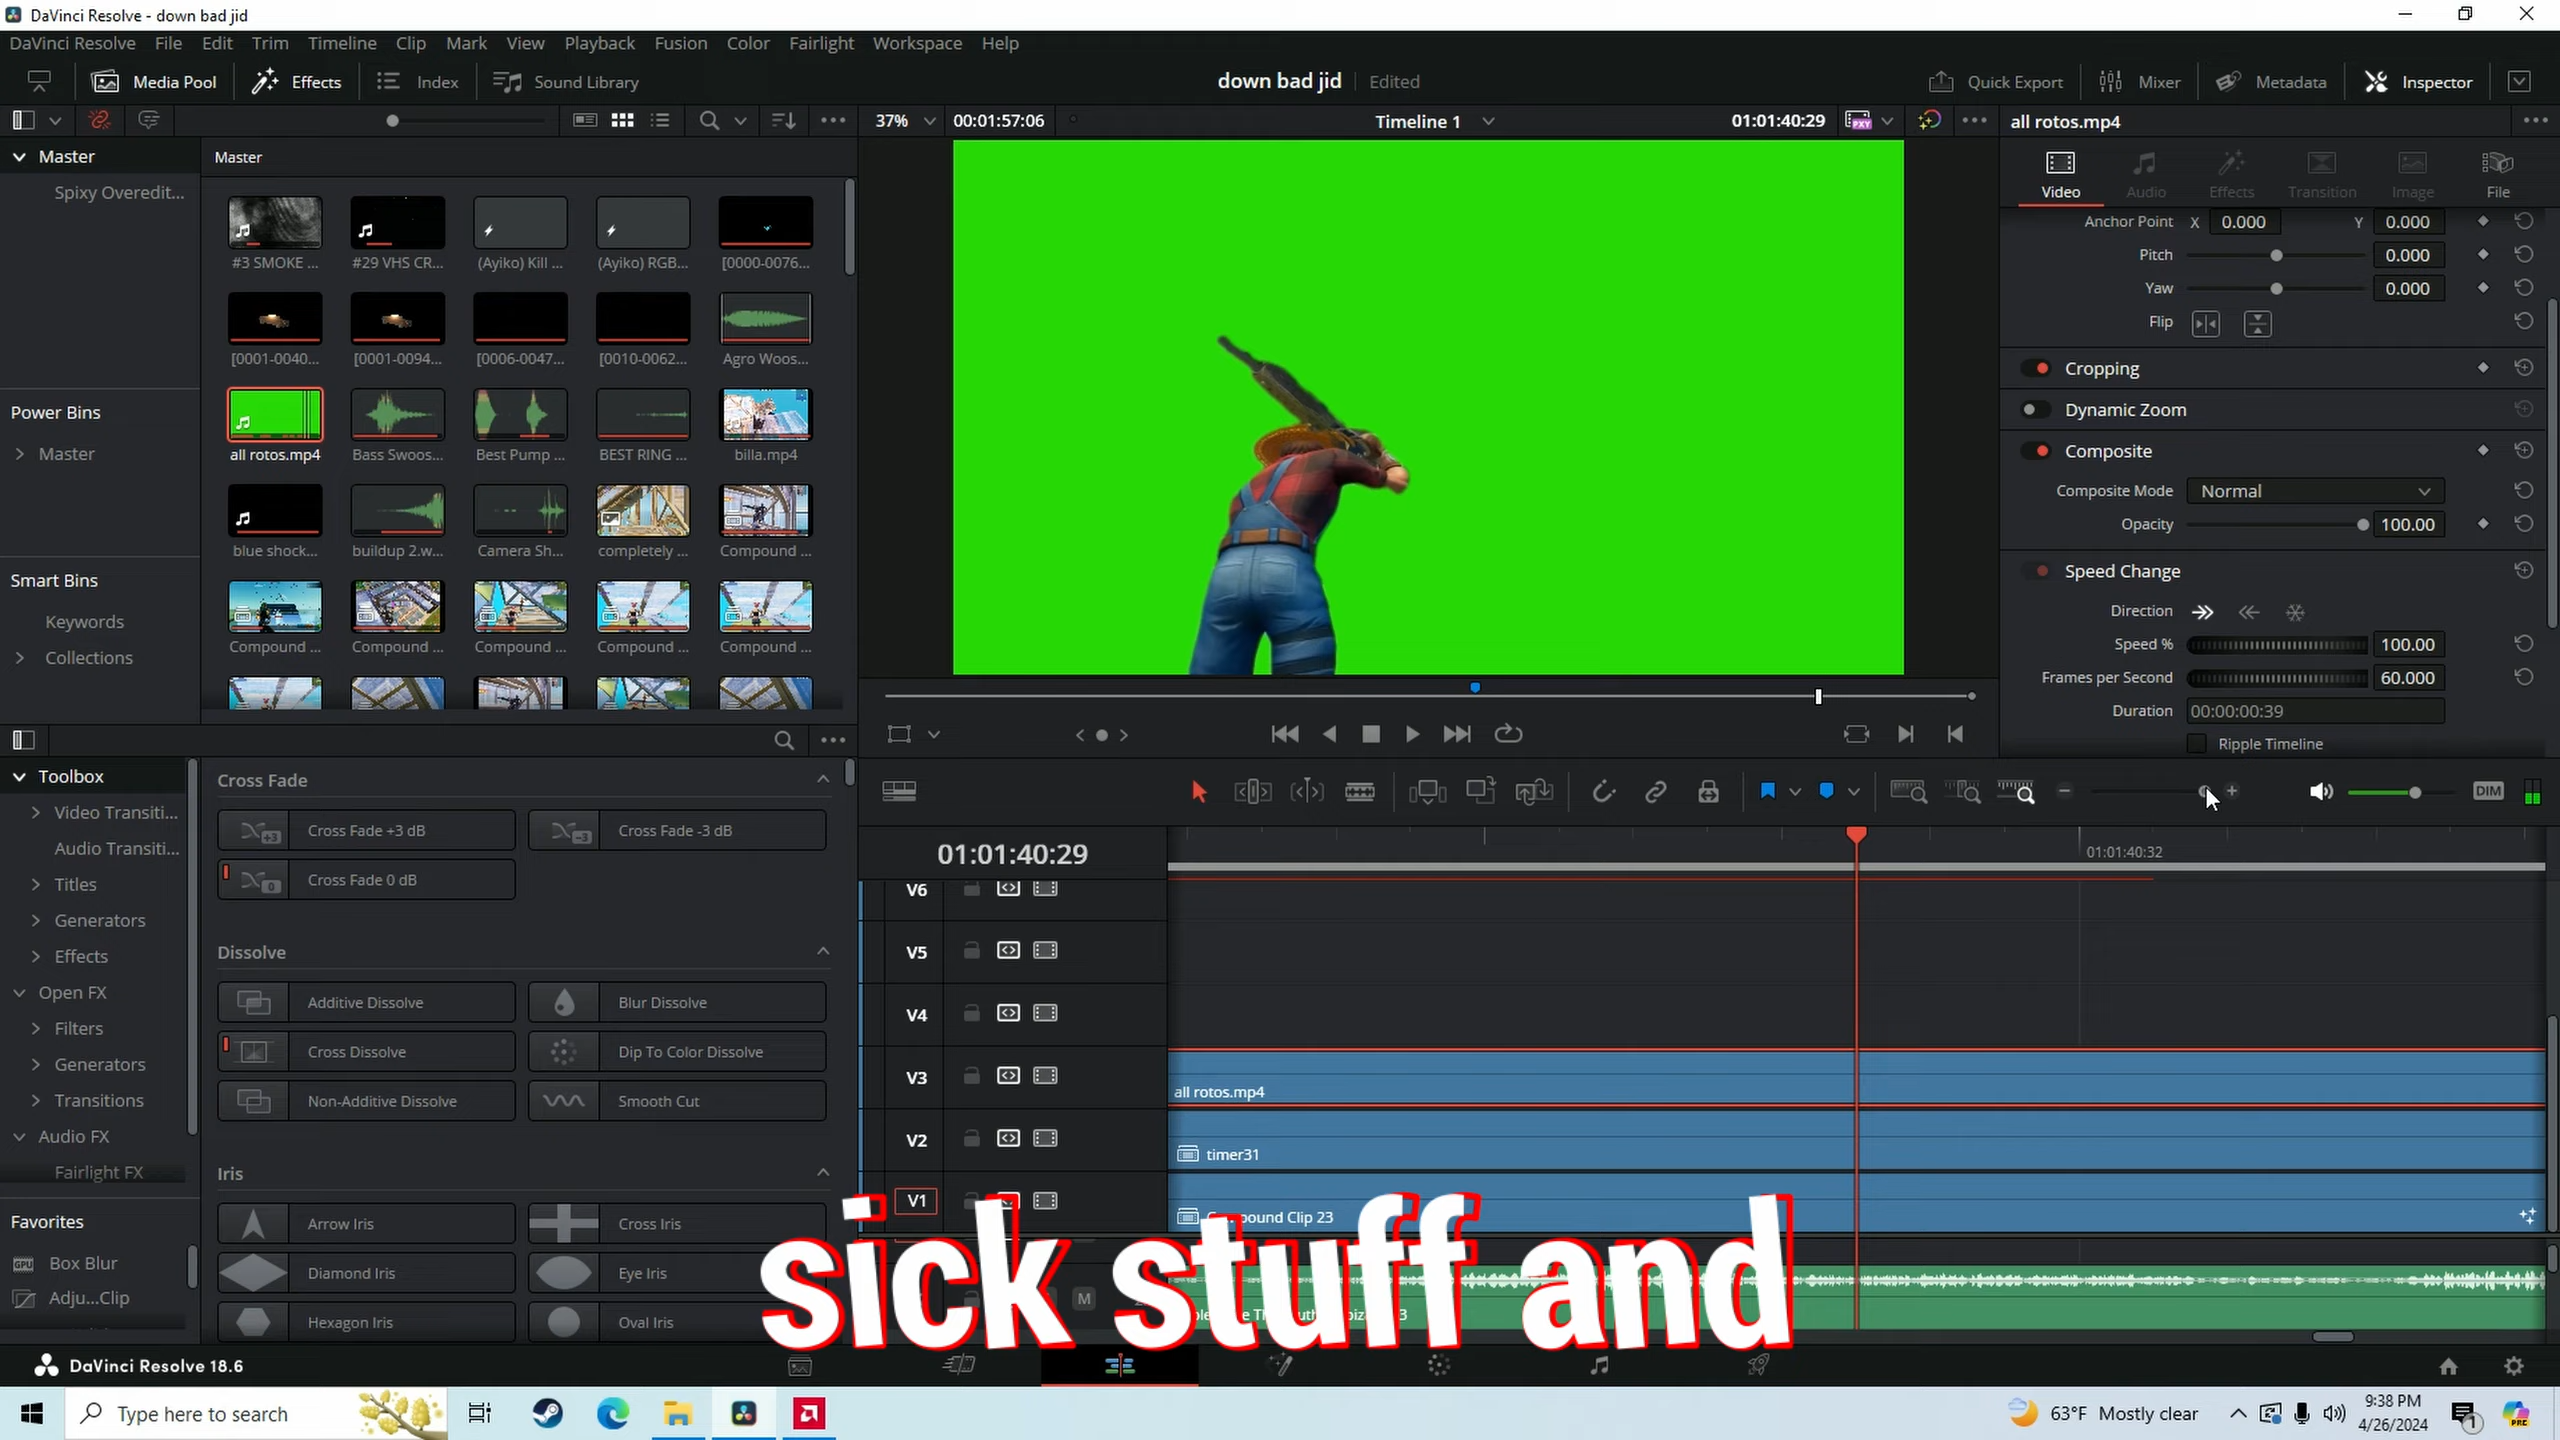 DaVinci Resolve - down bad jid
DaVinci Resolve File Edit Trim Timeline Clip Mark View Playback Fusion Color Fairlight Workspace Help
Media Pool Effects Index Sound Library down bad jid Edited Quick Export Mixer Metadata Inspector
37% 00:01:57:06 Timeline 1 01:01:40:29 PXY all rotos.mp4
Master
Spixy Overedit...
Power Bins
Master
Smart Bins
Keywords
Collections
Master
#3 SMOKE ... #29 VHS CR... (Ayiko) Kill ... (Ayiko) RGB... [0000-0076...
[0001-0040... [0001-0094... [0006-0047... [0010-0062... Agro Woos...
all rotos.mp4 Bass Swoos... Best Pump ... BEST RING ... billa.mp4
blue shock... buildup 2.w... Camera Sh... completely ... Compound ...
Compound ... Compound ... Compound ... Compound ... Compound ...
Video Audio Effects Transition Image File
Anchor Point X 0.000 Y 0.000
Pitch 0.000
Yaw 0.000
Flip
Cropping
Dynamic Zoom
Composite
Composite Mode Normal
Opacity 100.00
Speed Change
Direction
Speed % 100.00
Frames per Second 60.000
Duration 00:00:00:39
Ripple Timeline
Toolbox
Video Transiti...
Audio Transiti...
Titles
Generators
Effects
Open FX
Filters
Generators
Transitions
Audio FX
Fairlight FX
Favorites
GPU Box Blur
Adju...Clip
Cross Fade
+3 Cross Fade +3 dB -3 Cross Fade -3 dB
0 Cross Fade 0 dB
Dissolve
Additive Dissolve Blur Dissolve
Cross Dissolve Dip To Color Dissolve
Non-Additive Dissolve Smooth Cut
Iris
Arrow Iris Cross Iris
Diamond Iris Eye Iris
Hexagon Iris Oval Iris
DIM
01:01:40:29 01:01:40:32
V6
V5
V4
V3 all rotos.mp4
V2 timer31
V1 Compound Clip 23
M
sick stuff and
DaVinci Resolve 18.6
Type here to search 63°F Mostly clear 9:38 PM
4/26/2024
1
PRE